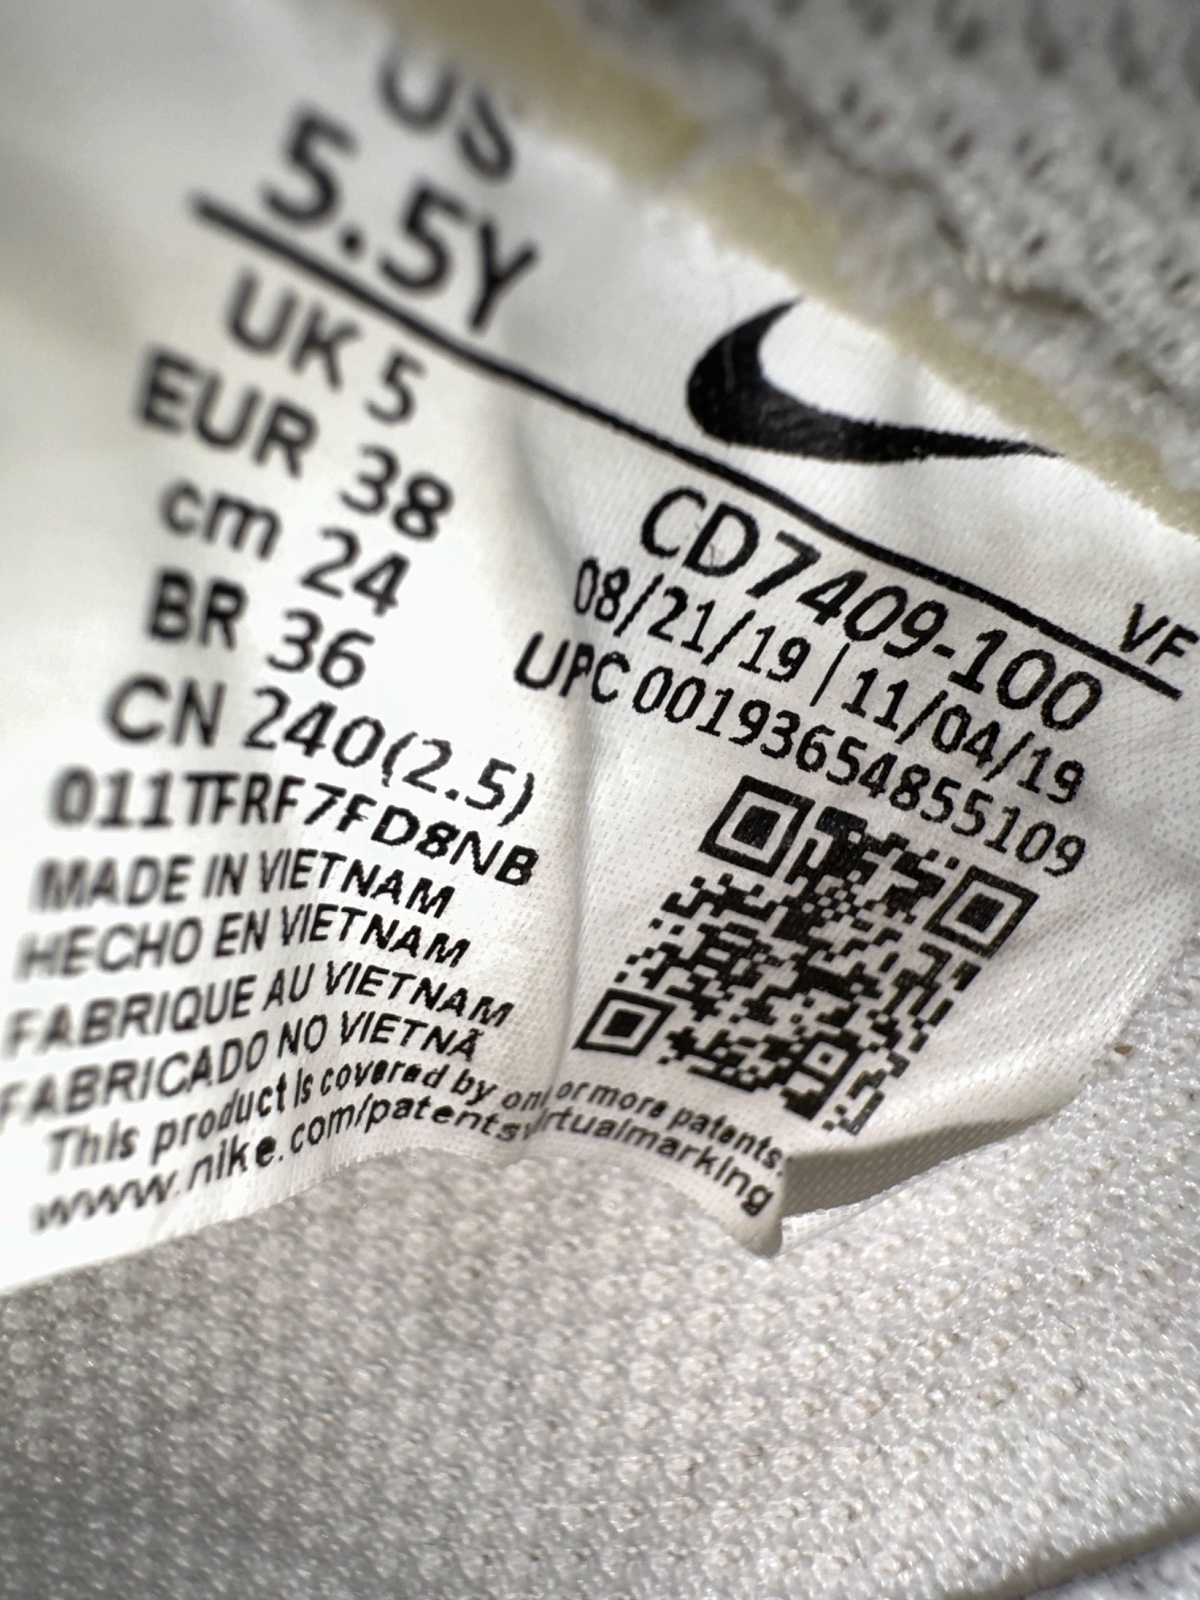 US
5.5Y
UK 5
EUR 38
cm 24
BR 36
CN 240(2.5)
011TFRF7FD8NB
MADE IN VIETNAM
HECHO EN VIETNAM
FABRIQUE AU VIETNAM
FABRICADO NO VIETNÃ
This product is covered by one or more patents.
www.nike.com/patentsvirtualmarking
CD7409-100 VF
08/21/19 | 11/04/19
UPC 00193654855109